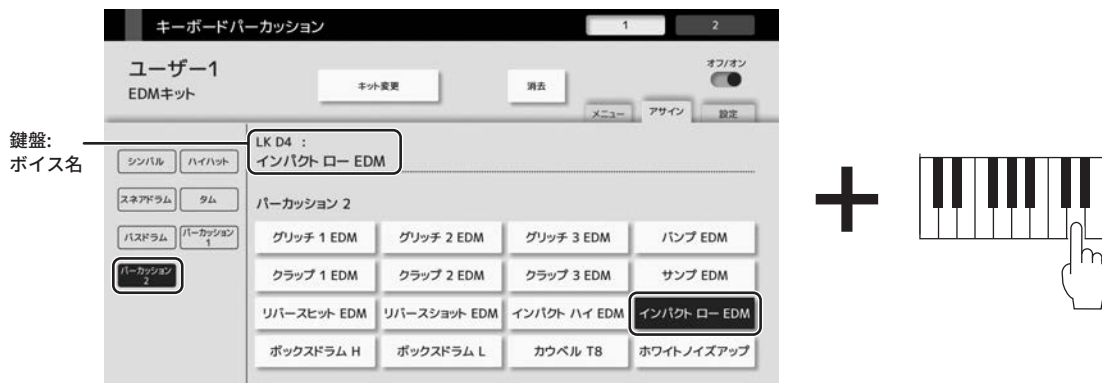 キーボードパーカッション
1
2
ユーザー1
EDMキット
キット変更
消去
オフ/オン
メニュー
アサイン
設定
鍵盤:
ボイス名
LK D4 :
インパクト ロー EDM
シンバル
ハイハット
スネアドラム
タム
バスドラム
パーカッション
1
パーカッション
2
パーカッション 2
グリッチ 1 EDM
グリッチ 2 EDM
グリッチ 3 EDM
バンプ EDM
クラップ 1 EDM
クラップ 2 EDM
クラップ 3 EDM
サンプ EDM
リバースヒット EDM
リバースショット EDM
インパクト ハイ EDM
インパクト ロー EDM
ボックスドラム H
ボックスドラム L
カウベル T8
ホワイトノイズアップ